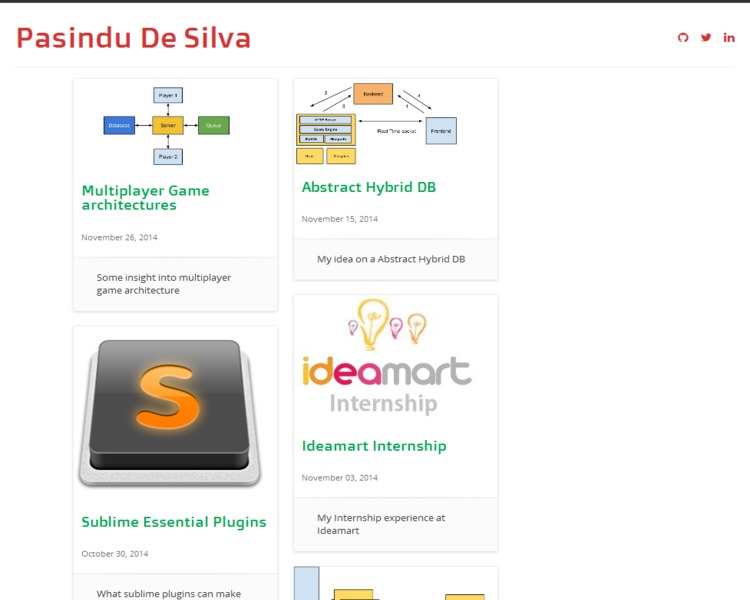 Pasindu De Silva
Player 1
Database
Server
Queue
Player 2
Multiplayer Game
architectures
November 26, 2014
Some insight into multiplayer
game architecture
Backend
Real Time socket
Frontend
Abstract Hybrid DB
November 15, 2014
My idea on a Abstract Hybrid DB
S
Sublime Essential Plugins
October 30, 2014
What sublime plugins can make
ideamart
Internship
Ideamart Internship
November 03, 2014
My Internship experience at
Ideamart